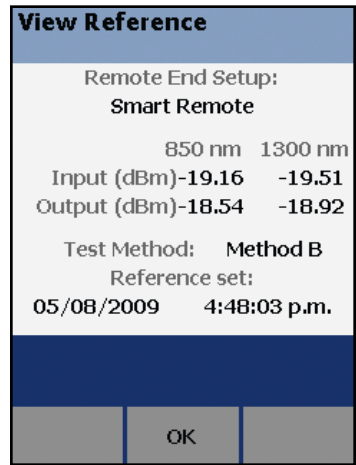 View Reference
Remote End Setup:
Smart Remote
850 nm 1300 nm
Input (dBm)-19.16 -19.51
Output (dBm)-18.54 -18.92
Test Method: Method B
Reference set:
05/08/2009 4:48:03 p.m.
OK